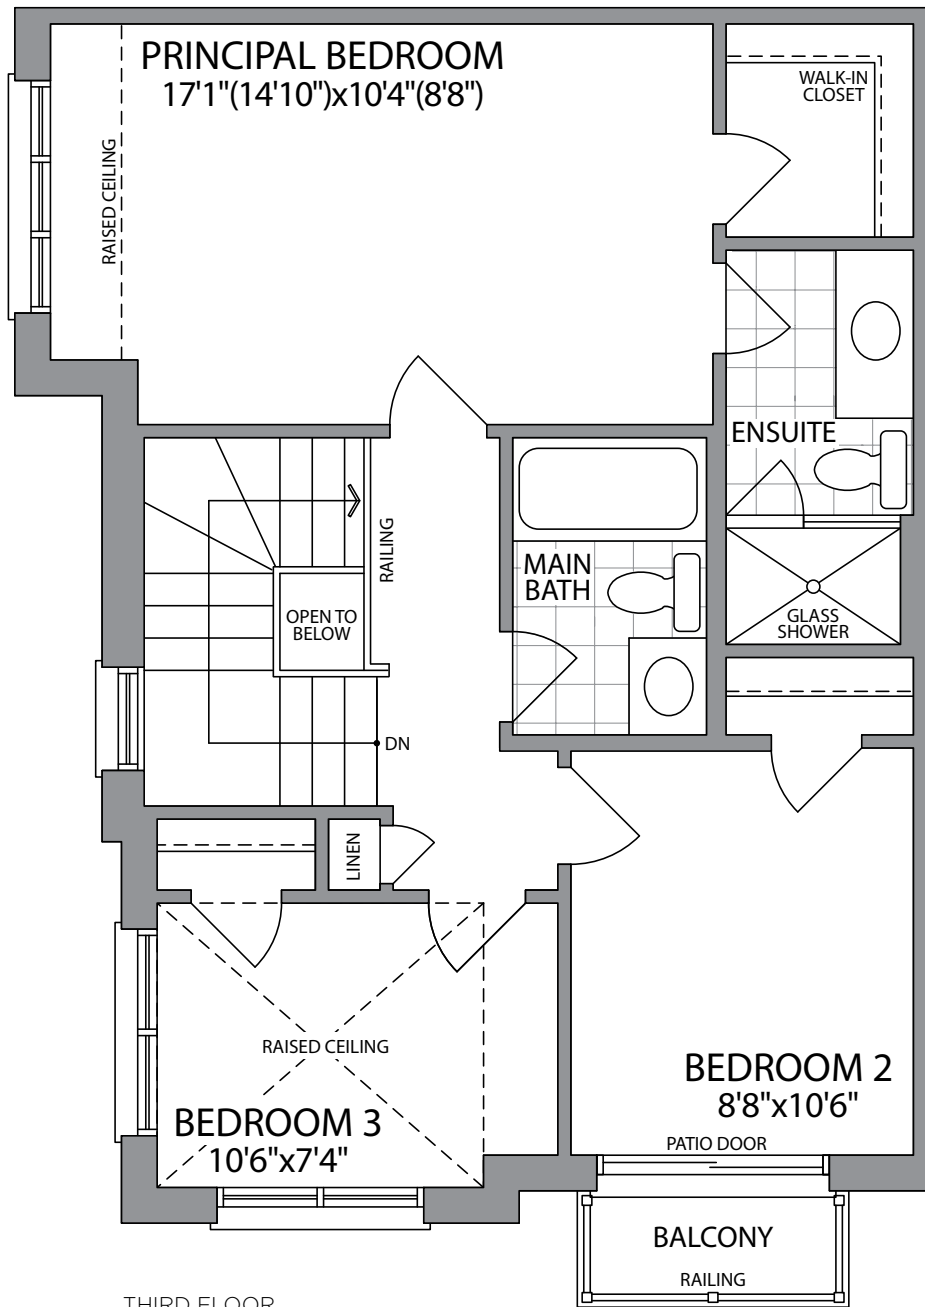 PRINCIPAL BEDROOM
17'1"(14'10")x10'4"(8'8")
WALK-IN
CLOSET
RAISED CEILING
ENSUITE
RAILING
MAIN
BATH
OPEN TO
BELOW
GLASS
SHOWER
DN
LINEN
RAISED CEILING
BEDROOM 2
8'8"x10'6"
BEDROOM 3
10'6"x7'4"
PATIO DOOR
BALCONY
RAILING
THIRD FLOOR